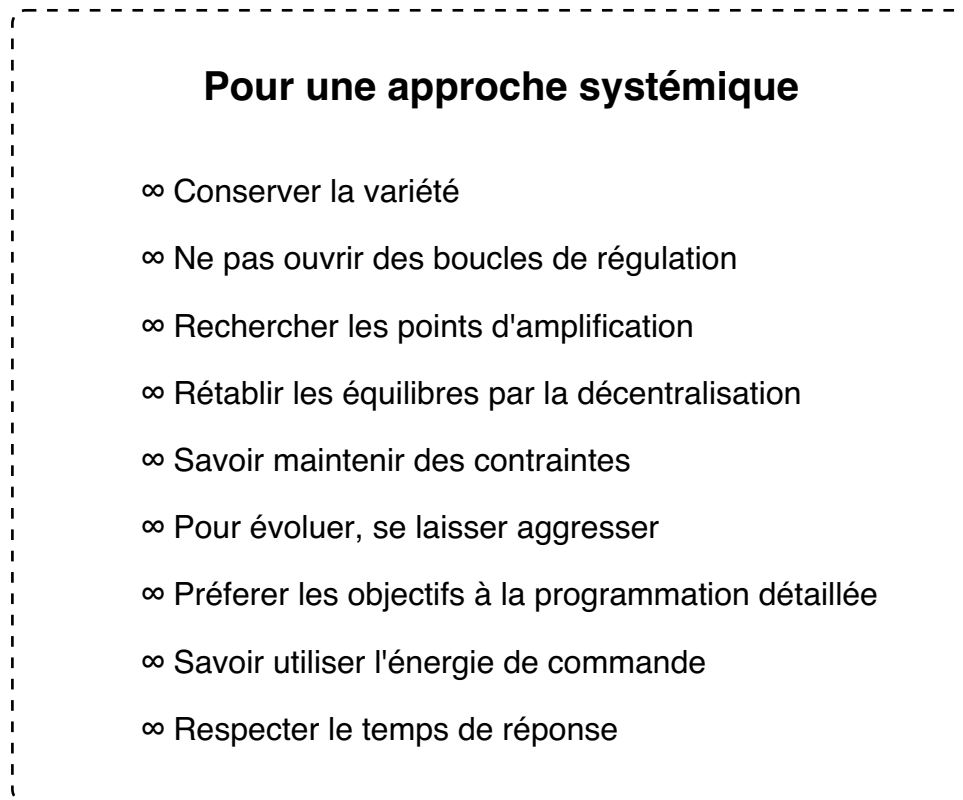 Pour une approche systémique
∞ Conserver la variété
∞ Ne pas ouvrir des boucles de régulation
∞ Rechercher les points d'amplification
∞ Rétablir les équilibres par la décentralisation
∞ Savoir maintenir des contraintes
∞ Pour évoluer, se laisser aggresser
∞ Préferer les objectifs à la programmation détaillée
∞ Savoir utiliser l'énergie de commande
∞ Respecter le temps de réponse